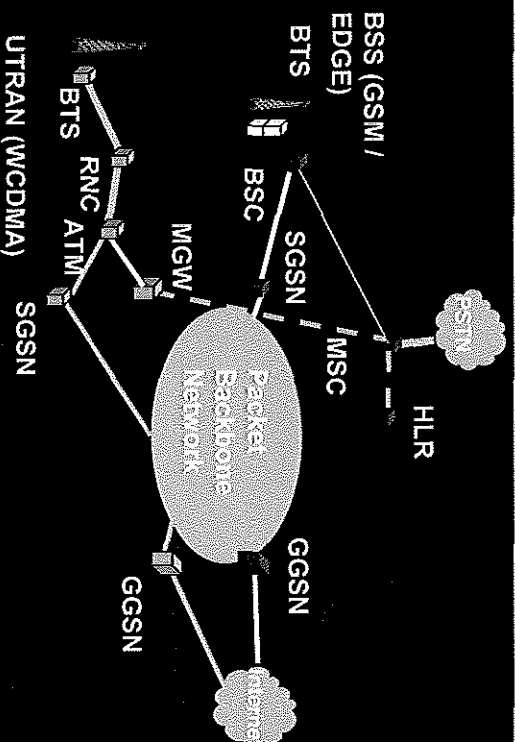 BSS (GSM /
EDGE)
BTS
BSC
SGSN
PSTN
MSC
HLR
Packet
Backbone
Network
GGSN
GGSN
Interne
MGW
BTS
RNC
ATM
SGSN
UTRAN (WCDMA)